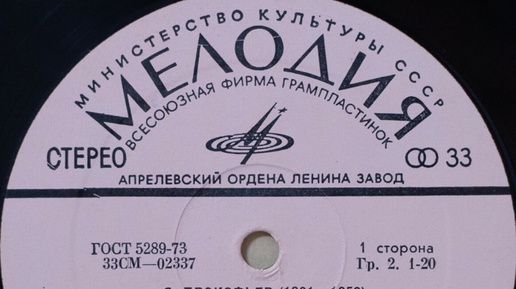 МИНИСТЕРСТВО КУЛЬТУРЫ СССР
МЕЛОДИЯ
ВСЕСОЮЗНАЯ ФИРМА ГРАМПЛАСТИНОК
СТЕРЕО
33
АПРЕЛЕВСКИЙ ОРДЕНА ЛЕНИНА ЗАВОД
ГОСТ 5289-73
33СМ—02337
1 сторона
Гр. 2. 1-20